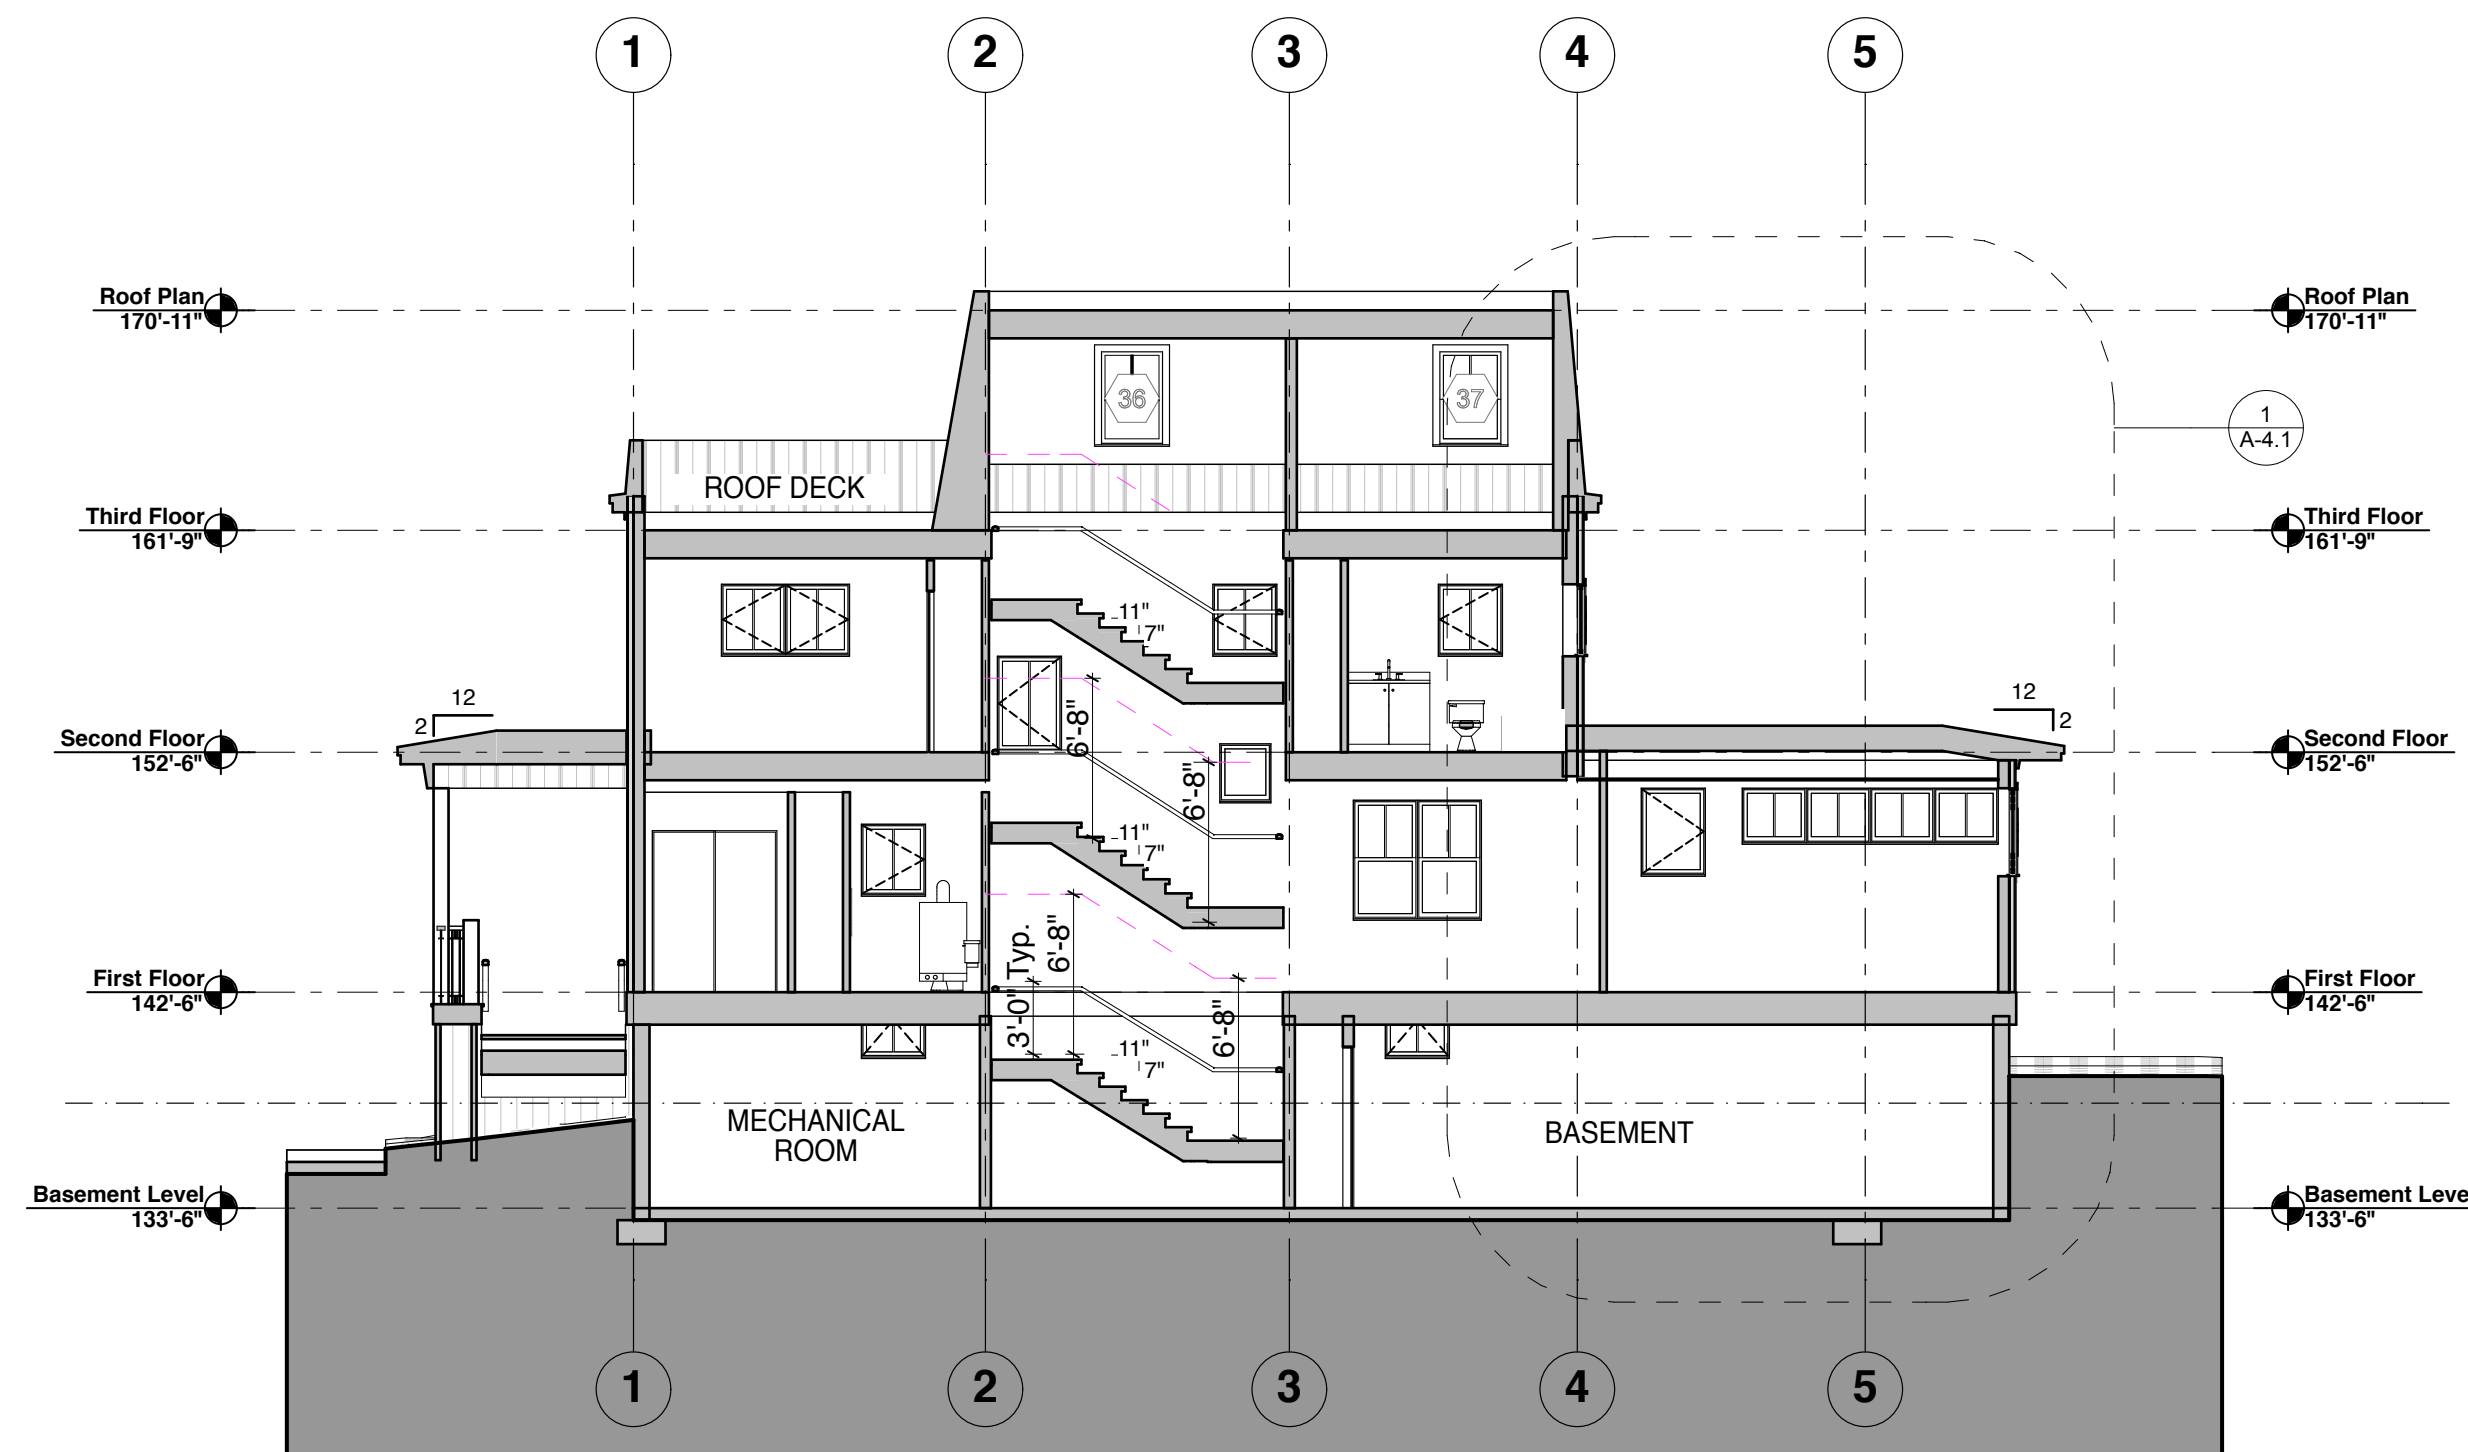 1 2 3 4 5
Roof Plan
170'-11"
Roof Plan
170'-11"
36
37
1
A-4.1
ROOF DECK
Third Floor
161'-9"
Third Floor
161'-9"
11"
7"
12
2
6'-8"
12
2
Second Floor
152'-6"
Second Floor
152'-6"
6'-8"
11"
7"
3'-0" Typ.
6'-8"
First Floor
142'-6"
First Floor
142'-6"
6'-8"
11"
7"
MECHANICAL
ROOM
BASEMENT
Basement Level
133'-6"
Basement Leve
133'-6"
1 2 3 4 5